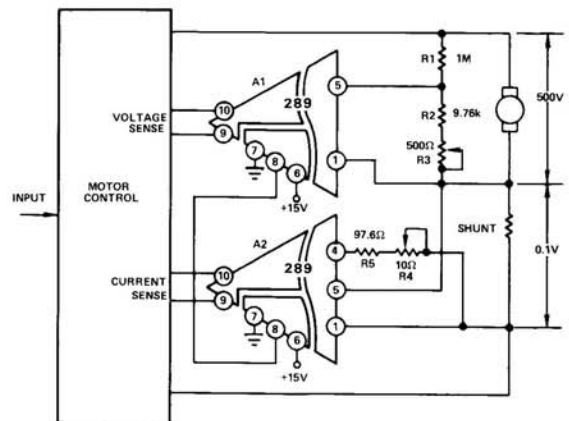 INPUT
MOTOR
CONTROL
VOLTAGE
SENSE
A1
289
10
9
7
8
6
+15V
5
1
R1 1M
R2
9.76k
500Ω
R3
500V
SHUNT
0.1V
CURRENT
SENSE
A2
289
10
9
7
8
6
+15V
4
5
1
97.6Ω
R5
10Ω
R4